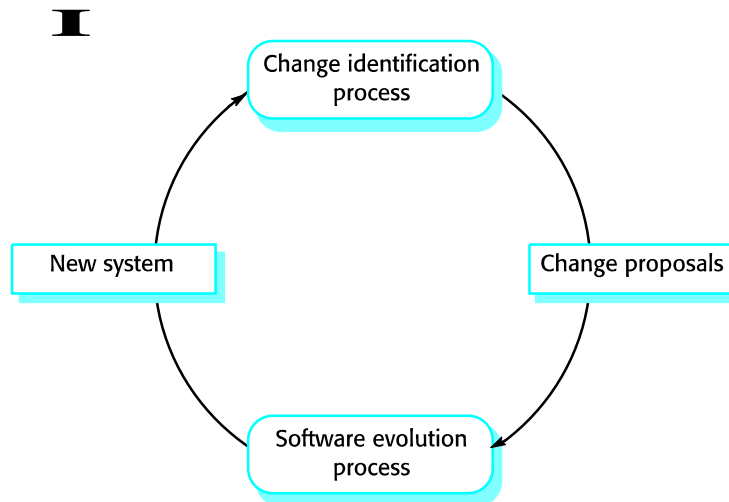 I
Change identification
process
New system
Change proposals
Software evolution
process